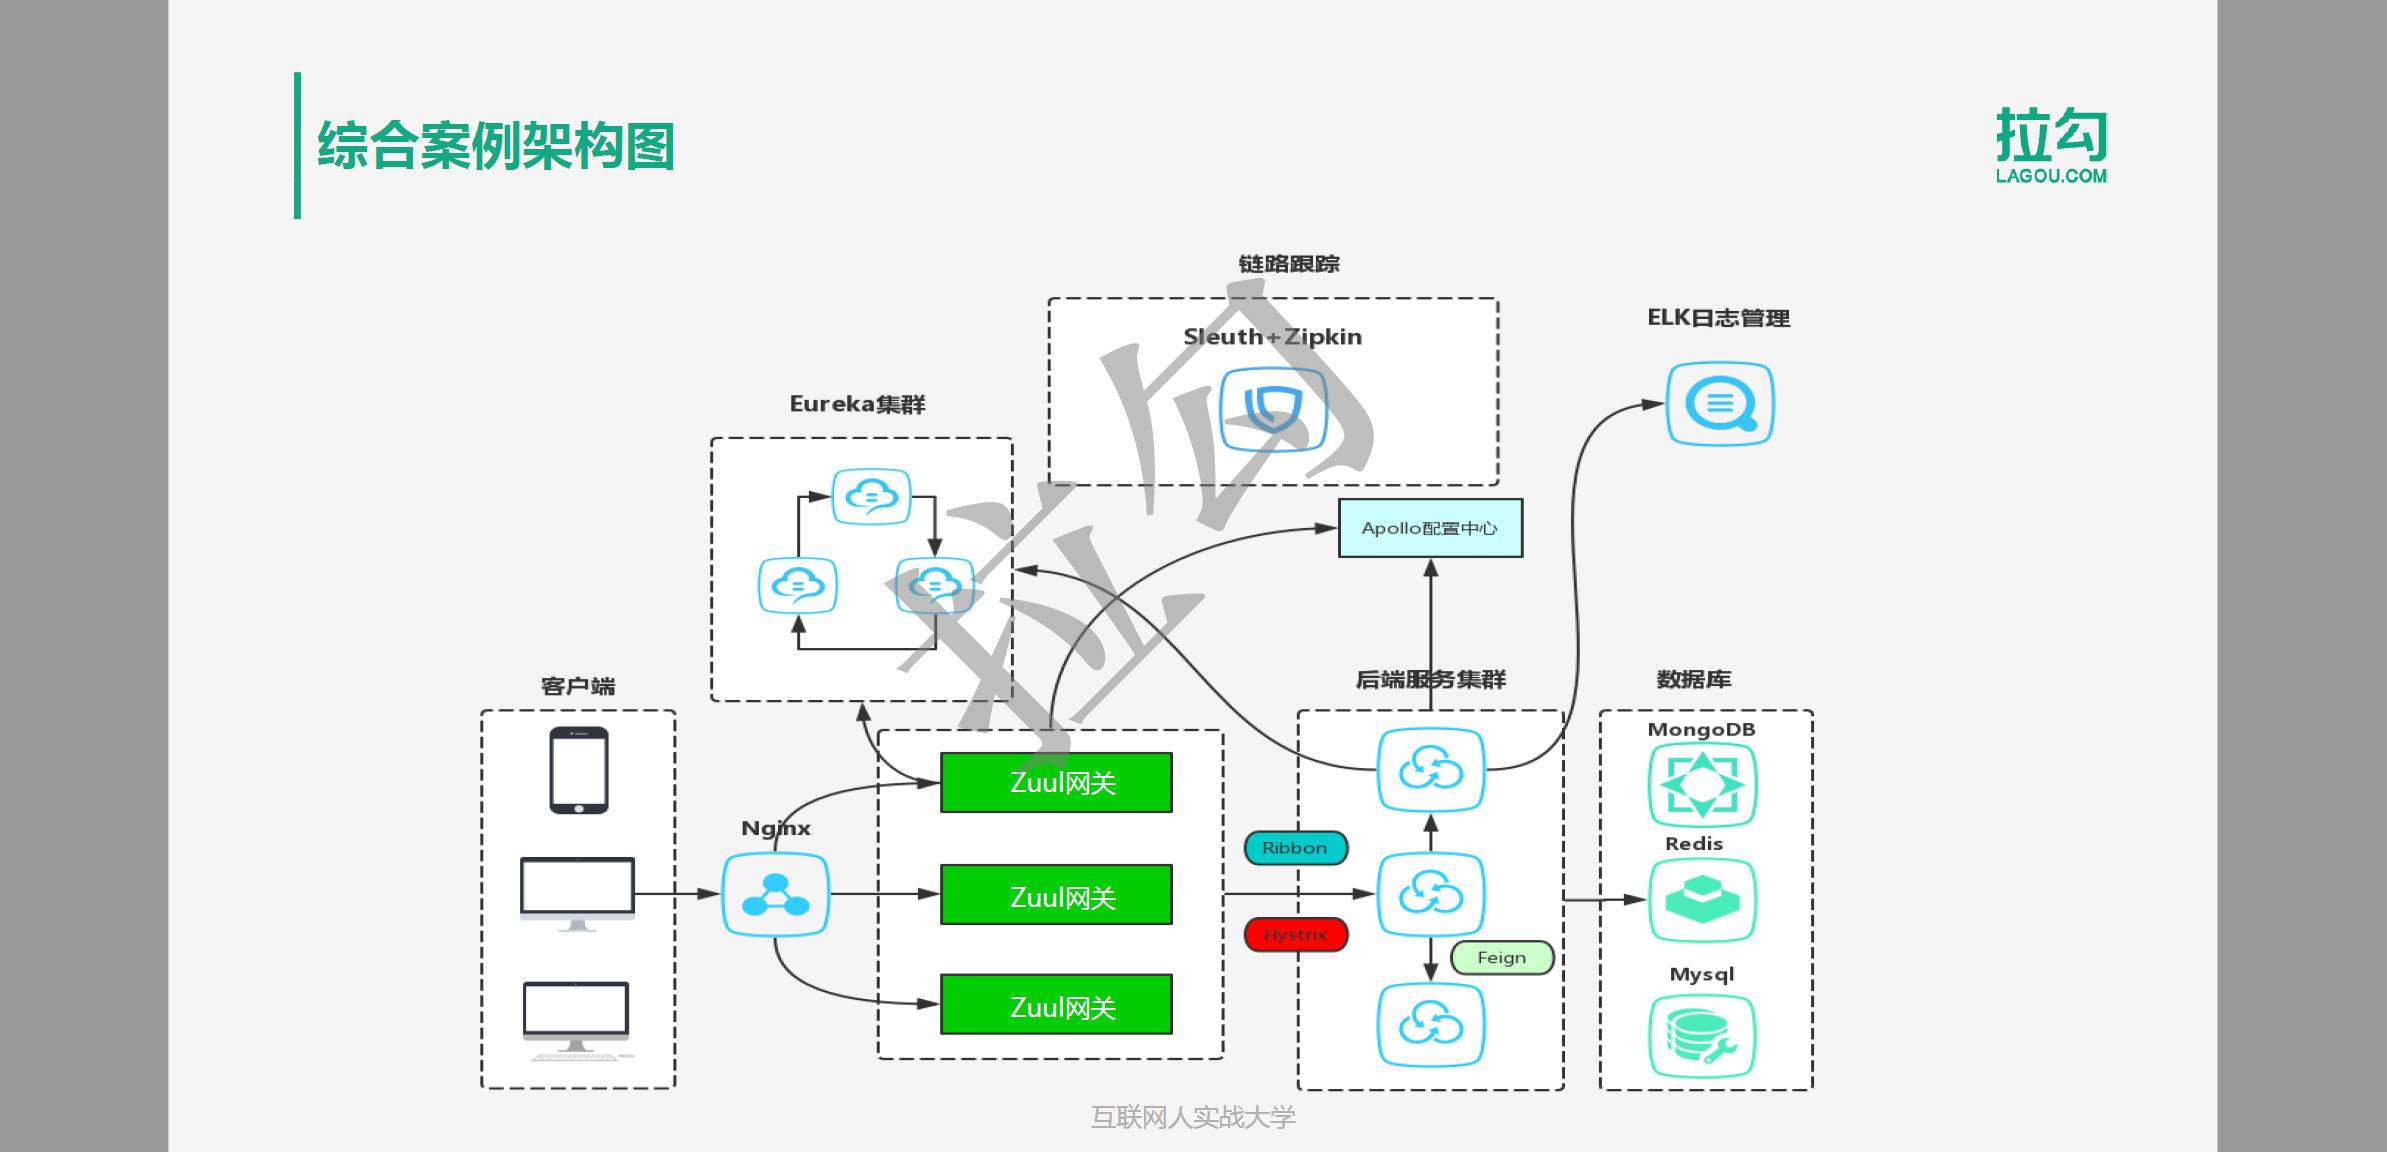 综合案例架构图
拉勾
LAGOU.COM
链路跟踪
Sleuth+Zipkin
ELK日志管理
Eureka集群
Apollo配置中心
客户端
后端服务集群
数据库
MongoDB
Zuul网关
Nginx
Ribbon
Redis
Zuul网关
Hystrix
Feign
Mysql
Zuul网关
拉勾
互联网人实战大学